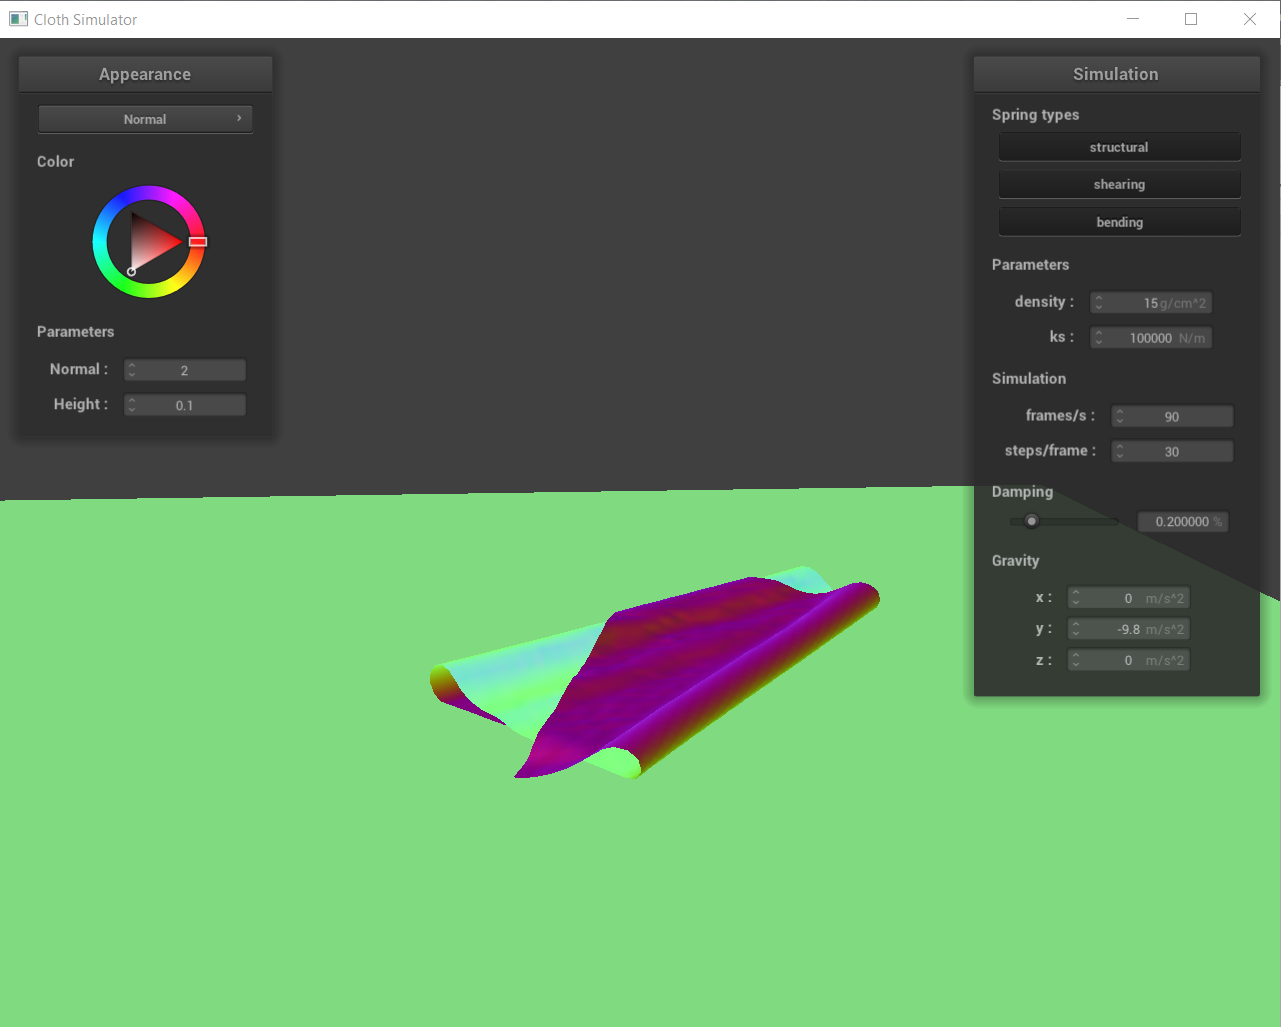 Cloth Simulator
Appearance
Normal
Color
Parameters
Normal : 2
Height : 0.1
Simulation
Spring types
structural
shearing
bending
Parameters
density : 15 g/cm^2
ks : 100000 N/m
Simulation
frames/s : 90
steps/frame : 30
Damping
0.200000 %
Gravity
x : 0 m/s^2
y : -9.8 m/s^2
z : 0 m/s^2